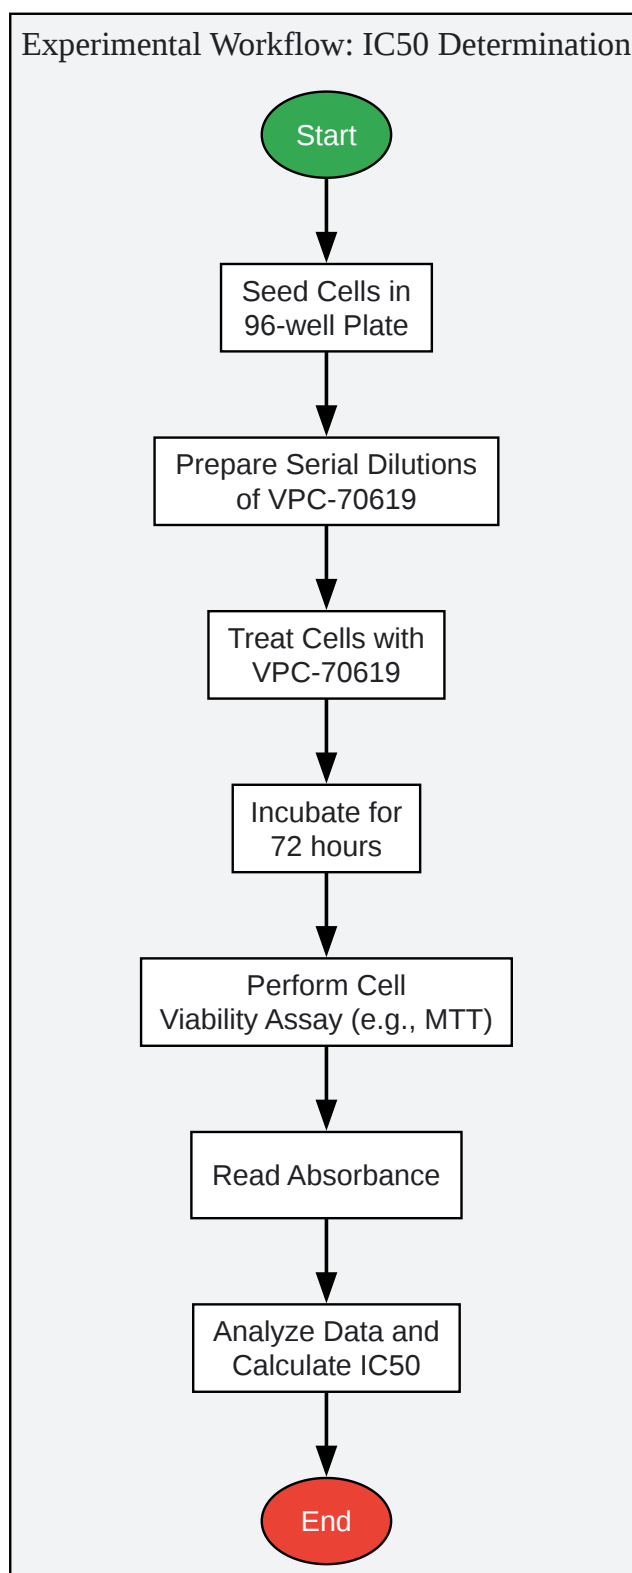 Experimental Workflow: IC50 Determination
Start
Seed Cells in
96-well Plate
Prepare Serial Dilutions
of VPC-70619
Treat Cells with
VPC-70619
Incubate for
72 hours
Perform Cell
Viability Assay (e.g., MTT)
Read Absorbance
Analyze Data and
Calculate IC50
End